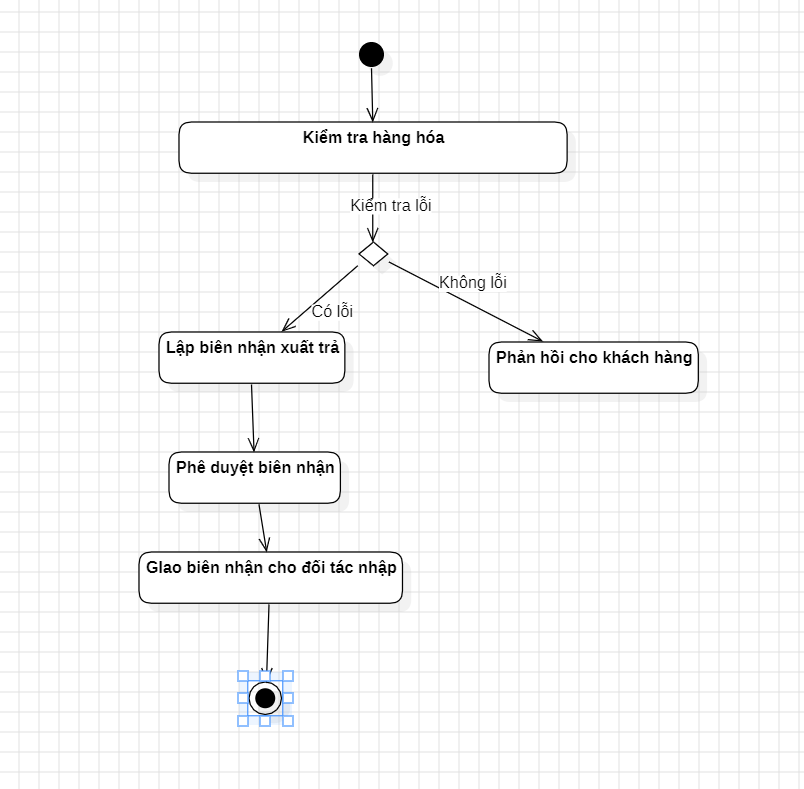 Kiểm tra hàng hóa
Kiểm tra lỗi
Không lỗi
Có lỗi
Lập biên nhận xuất trả
Phản hồi cho khách hàng
Phê duyệt biên nhận
GIao biên nhận cho đối tác nhập